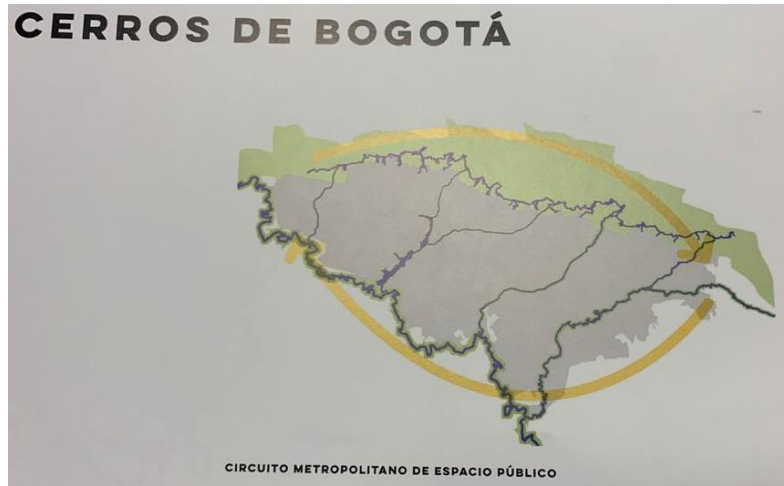 CERROS DE BOGOTÁ
CIRCUITO METROPOLITANO DE ESPACIO PÚBLICO